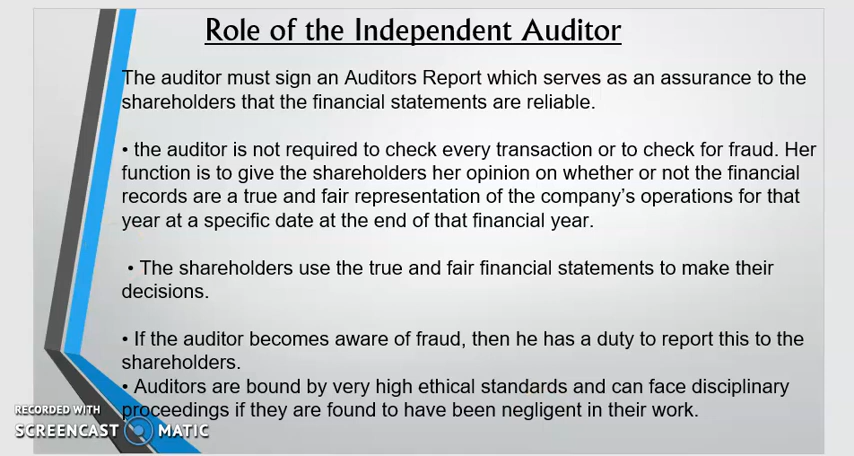 Role of the Independent Auditor
The auditor must sign an Auditors Report which serves as an assurance to the
shareholders that the financial statements are reliable.
• the auditor is not required to check every transaction or to check for fraud. Her
function is to give the shareholders her opinion on whether or not the financial
records are a true and fair representation of the company's operations for that
year at a specific date at the end of that financial year.
• The shareholders use the true and fair financial statements to make their
decisions.
• If the auditor becomes aware of fraud, then he has a duty to report this to the
shareholders.
• Auditors are bound by very high ethical standards and can face disciplinary
proceedings if they are found to have been negligent in their work.
RECORDED WITH
SCREENCAST MATIC